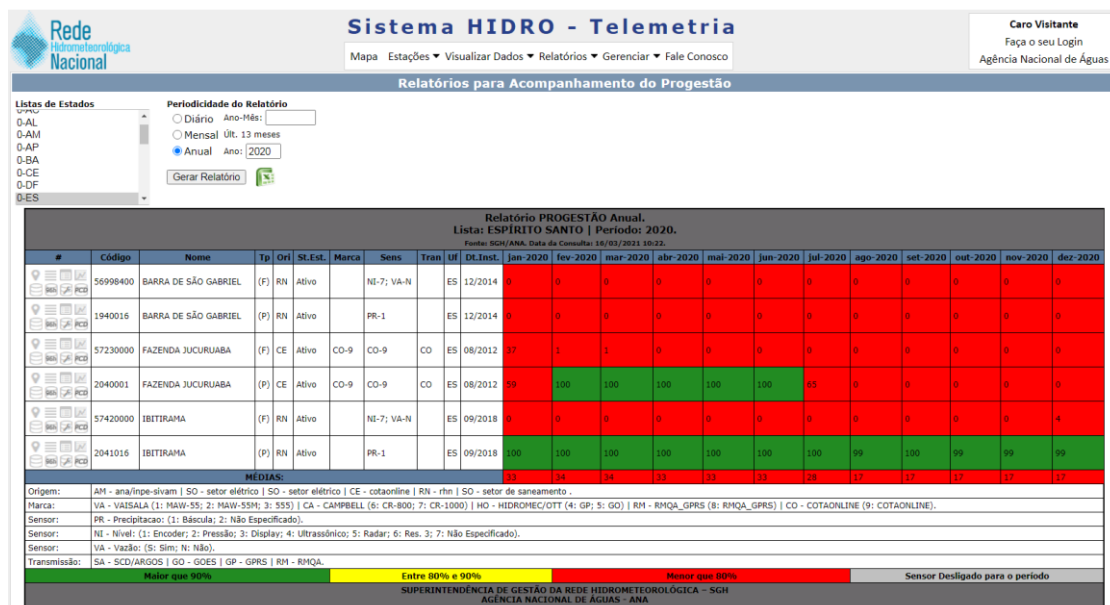 Rede
Hidrometeorológica
Nacional
Sistema HIDRO - Telemetria
Mapa Estações ▼ Visualizar Dados ▼ Relatórios ▼ Gerenciar ▼ Fale Conosco
Caro Visitante
Faça o seu Login
Agência Nacional de Águas
Relatórios para Acompanhamento do Progestão
Listas de Estados
0-AC
0-AL
0-AM
0-AP
0-BA
0-CE
0-DF
0-ES
Periodicidade do Relatório
Diário Ano-Mês:
Mensal Últ. 13 meses
Anual Ano: 2020
Gerar Relatório
Relatório PROGESTÃO Anual.
Lista: ESPÍRITO SANTO | Período: 2020.
Fonte: SGH/ANA. Data da Consulta: 16/03/2021 10:22.
# Código Nome Tp Ori St.Est. Marca Sens Tran Uf Dt.Inst. jan-2020 fev-2020 mar-2020 abr-2020 mai-2020 jun-2020 jul-2020 ago-2020 set-2020 out-2020 nov-2020 dez-2020
56998400 BARRA DE SÃO GABRIEL (F) RN Ativo NI-7; VA-N ES 12/2014 0 0 0 0 0 0 0 0 0 0 0 0
1940016 BARRA DE SÃO GABRIEL (P) RN Ativo PR-1 ES 12/2014 0 0 0 0 0 0 0 0 0 0 0 0
57230000 FAZENDA JUCURUABA (F) CE Ativo CO-9 CO-9 CO ES 08/2012 37 1 1 0 0 0 0 0 0 0 0 0
2040001 FAZENDA JUCURUABA (P) CE Ativo CO-9 CO-9 CO ES 08/2012 59 100 100 100 100 100 65 0 0 0 0 0
57420000 IBITIRAMA (F) RN Ativo NI-7; VA-N ES 09/2018 0 0 0 0 0 0 0 0 0 0 0 4
2041016 IBITIRAMA (P) RN Ativo PR-1 ES 09/2018 100 100 100 100 100 100 100 99 100 99 99 99
MÉDIAS: 33 34 34 33 33 33 28 17 17 17 17 17
Origem: AM - ana/inpe-sivam | SO - setor elétrico | SO - setor elétrico | CE - cotaonline | RN - rhn | SO - setor de saneamento .
Marca: VA - VAISALA (1: MAW-55; 2: MAW-55M; 3: 555) | CA - CAMPBELL (6: CR-800; 7: CR-1000) | HO - HIDROMEC/OTT (4: GP; 5: GO) | RM - RMQA_GPRS (8: RMQA_GPRS) | CO - COTAONLINE (9: COTAONLINE).
Sensor: PR - Precipitacao: (1: Báscula; 2: Não Especificado).
Sensor: NI - Nível: (1: Encoder; 2: Pressão; 3: Display; 4: Ultrassônico; 5: Radar; 6: Res. 3; 7: Não Especificado).
Sensor: VA - Vazão: (S: Sim; N: Não).
Transmissão: SA - SCD/ARGOS | GO - GOES | GP - GPRS | RM - RMQA.
Maior que 90% Entre 80% e 90% Menor que 80% Sensor Desligado para o período
SUPERINTENDÊNCIA DE GESTÃO DA REDE HIDROMETEOROLÓGICA - SGH
AGÊNCIA NACIONAL DE ÁGUAS - ANA